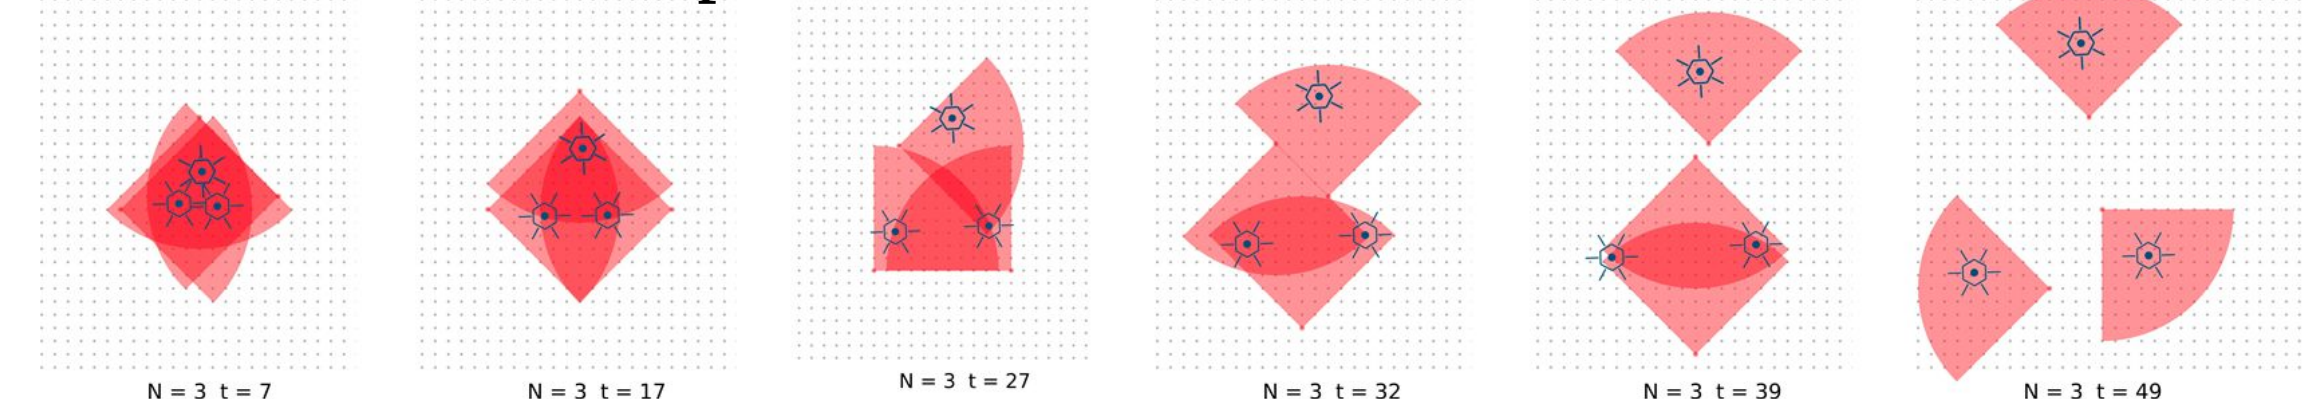 N = 3 t = 7
N = 3 t = 17
N = 3 t = 27
N = 3 t = 32
N = 3 t = 39
N = 3 t = 49